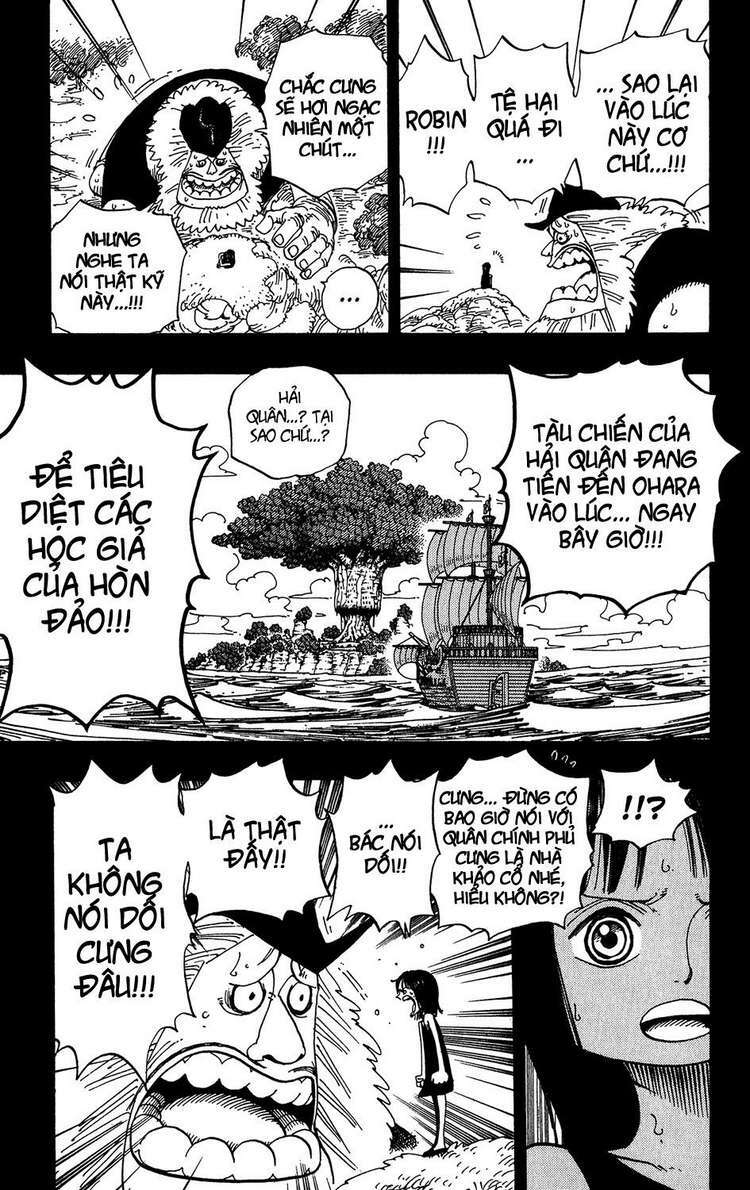 ... SAO LẠI
VÀO LÚC
NÀY CƠ
CHỨ...!!!
TỆ HẠI
QUÁ ĐI
...
ROBIN
!!!
CHẮC CƯNG
SẼ HƠI NGẠC
NHIÊN MỘT
CHÚT...
NHƯNG
NGHE TA
NÓI THẬT KỸ
NÀY...!!!
...
TÀU CHIẾN CỦA
HẢI QUÂN ĐANG
TIẾN ĐẾN OHARA
VÀO LÚC... NGAY
BÂY GIỜ!!!
HẢI
QUÂN...? TẠI
SAO CHỨ...?
ĐỂ TIÊU
DIỆT CÁC
HỌC GIẢ
CỦA HÒN
ĐẢO!!!
!!?
CƯNG... ĐỪNG CÓ
BAO GIỜ NÓI VỚI
QUÂN CHÍNH PHỦ
CƯNG LÀ NHÀ
KHẢO CỔ NHÉ,
HIỂU KHÔNG?!
...
BÁC NÓI
DỐI!!
LÀ THẬT
ĐẤY!!
TA
KHÔNG
NÓI DỐI
CƯNG
ĐÂU!!!